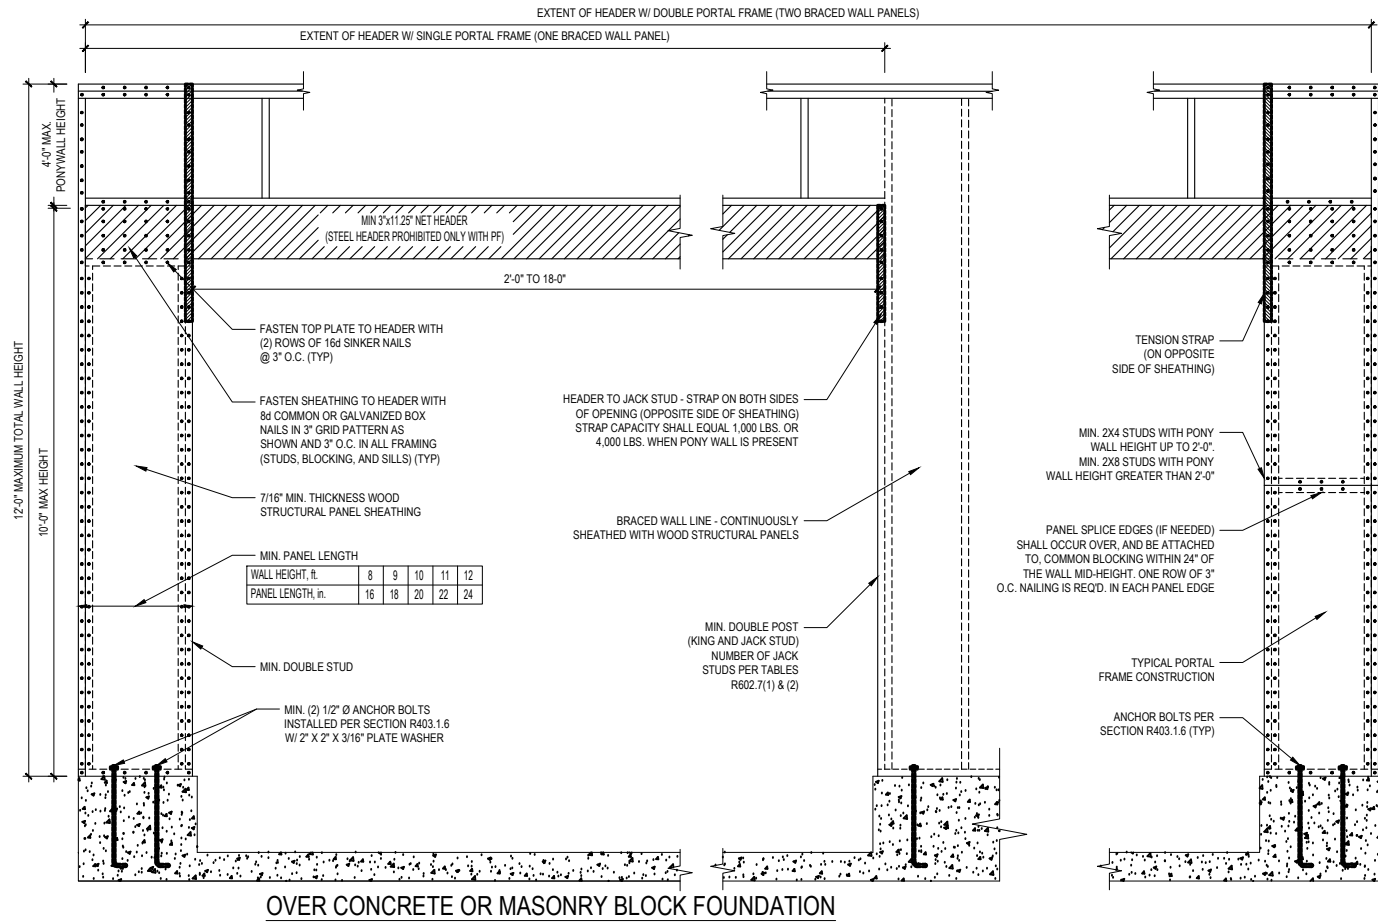 EXTENT OF HEADER W/ DOUBLE PORTAL FRAME (TWO BRACED WALL PANELS)
EXTENT OF HEADER W/ SINGLE PORTAL FRAME (ONE BRACED WALL PANEL)
4'-0" MAX.
PONY WALL HEIGHT
12'-0" MAXIMUM TOTAL WALL HEIGHT
10'-0" MAX HEIGHT
MIN 3"x11.25" NET HEADER
(STEEL HEADER PROHIBITED ONLY WITH PF)
2'-0" TO 18-0"
FASTEN TOP PLATE TO HEADER WITH
(2) ROWS OF 16d SINKER NAILS
@ 3" O.C. (TYP)
FASTEN SHEATHING TO HEADER WITH
8d COMMON OR GALVANIZED BOX
NAILS IN 3" GRID PATTERN AS
SHOWN AND 3" O.C. IN ALL FRAMING
(STUDS, BLOCKING, AND SILLS) (TYP)
7/16" MIN. THICKNESS WOOD
STRUCTURAL PANEL SHEATHING
MIN. PANEL LENGTH
WALL HEIGHT, ft. 8 9 10 11 12
PANEL LENGTH, in. 16 18 20 22 24
MIN. DOUBLE STUD
MIN. (2) 1/2" Ø ANCHOR BOLTS
INSTALLED PER SECTION R403.1.6
W/ 2" X 2" X 3/16" PLATE WASHER
HEADER TO JACK STUD - STRAP ON BOTH SIDES
OF OPENING (OPPOSITE SIDE OF SHEATHING)
STRAP CAPACITY SHALL EQUAL 1,000 LBS. OR
4,000 LBS. WHEN PONY WALL IS PRESENT
BRACED WALL LINE - CONTINUOUSLY
SHEATHED WITH WOOD STRUCTURAL PANELS
MIN. DOUBLE POST
(KING AND JACK STUD)
NUMBER OF JACK
STUDS PER TABLES
R602.7(1) & (2)
TENSION STRAP
(ON OPPOSITE
SIDE OF SHEATHING)
MIN. 2X4 STUDS WITH PONY
WALL HEIGHT UP TO 2'-0".
MIN. 2X8 STUDS WITH PONY
WALL HEIGHT GREATER THAN 2'-0"
PANEL SPLICE EDGES (IF NEEDED)
SHALL OCCUR OVER, AND BE ATTACHED
TO, COMMON BLOCKING WITHIN 24" OF
THE WALL MID-HEIGHT. ONE ROW OF 3"
O.C. NAILING IS REQ'D. IN EACH PANEL EDGE
TYPICAL PORTAL
FRAME CONSTRUCTION
ANCHOR BOLTS PER
SECTION R403.1.6 (TYP)
OVER CONCRETE OR MASONRY BLOCK FOUNDATION